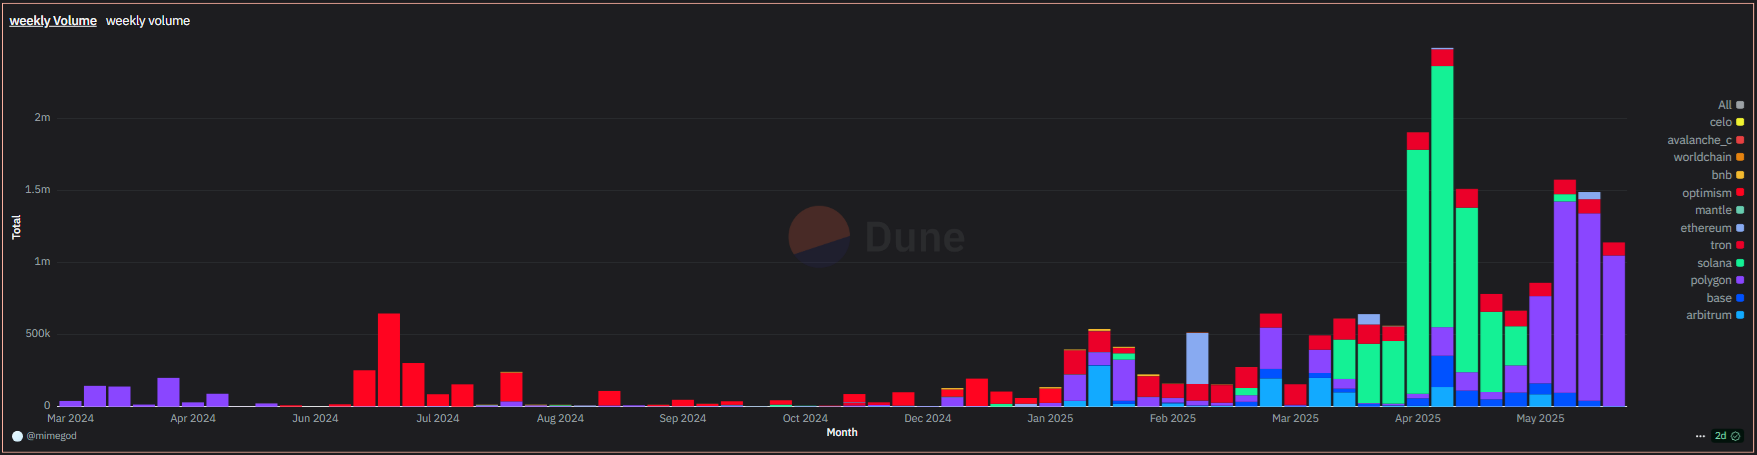 weekly Volume weekly volume
2m
1.5m
1m
500k
0
Total
Dune
All
celo
avalanche_c
worldchain
bnb
optimism
mantle
ethereum
tron
solana
polygon
base
arbitrum
Mar 2024 Apr 2024 Jun 2024 Jul 2024 Aug 2024 Sep 2024 Oct 2024 Dec 2024 Jan 2025 Feb 2025 Mar 2025 Apr 2025 May 2025
Month
@mimegod
... 2d